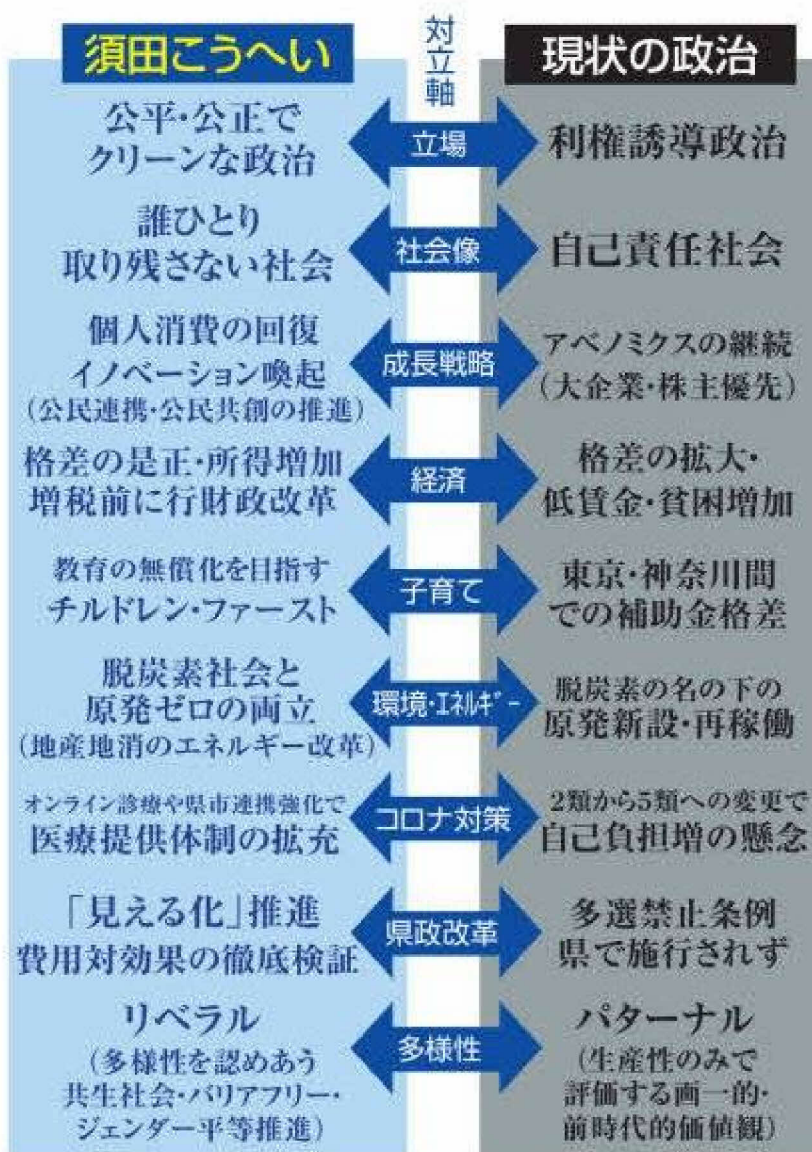 須田こうへい
対立軸
現状の政治
公平・公正で
クリーンな政治
立場
利権誘導政治
誰ひとり
取り残さない社会
社会像
自己責任社会
個人消費の回復
イノベーション喚起
(公民連携・公民共創の推進)
成長戦略
アベノミクスの継続
(大企業・株主優先)
格差の是正・所得増加
増税前に行財政改革
経済
格差の拡大・
低賃金・貧困増加
教育の無償化を目指す
チルドレン・ファースト
子育て
東京・神奈川間
での補助金格差
脱炭素社会と
原発ゼロの両立
(地産地消のエネルギー改革)
環境・エネルギー
脱炭素の名の下の
原発新設・再稼働
オンライン診療や県市連携強化で
医療提供体制の拡充
コロナ対策
2類から5類への変更で
自己負担増の懸念
「見える化」推進
費用対効果の徹底検証
県政改革
多選禁止条例
県で施行されず
リベラル
(多様性を認めあう
共生社会・バリアフリー・
ジェンダー平等推進)
多様性
パターナル
(生産性のみで
評価する画一的・
前時代的価値観)